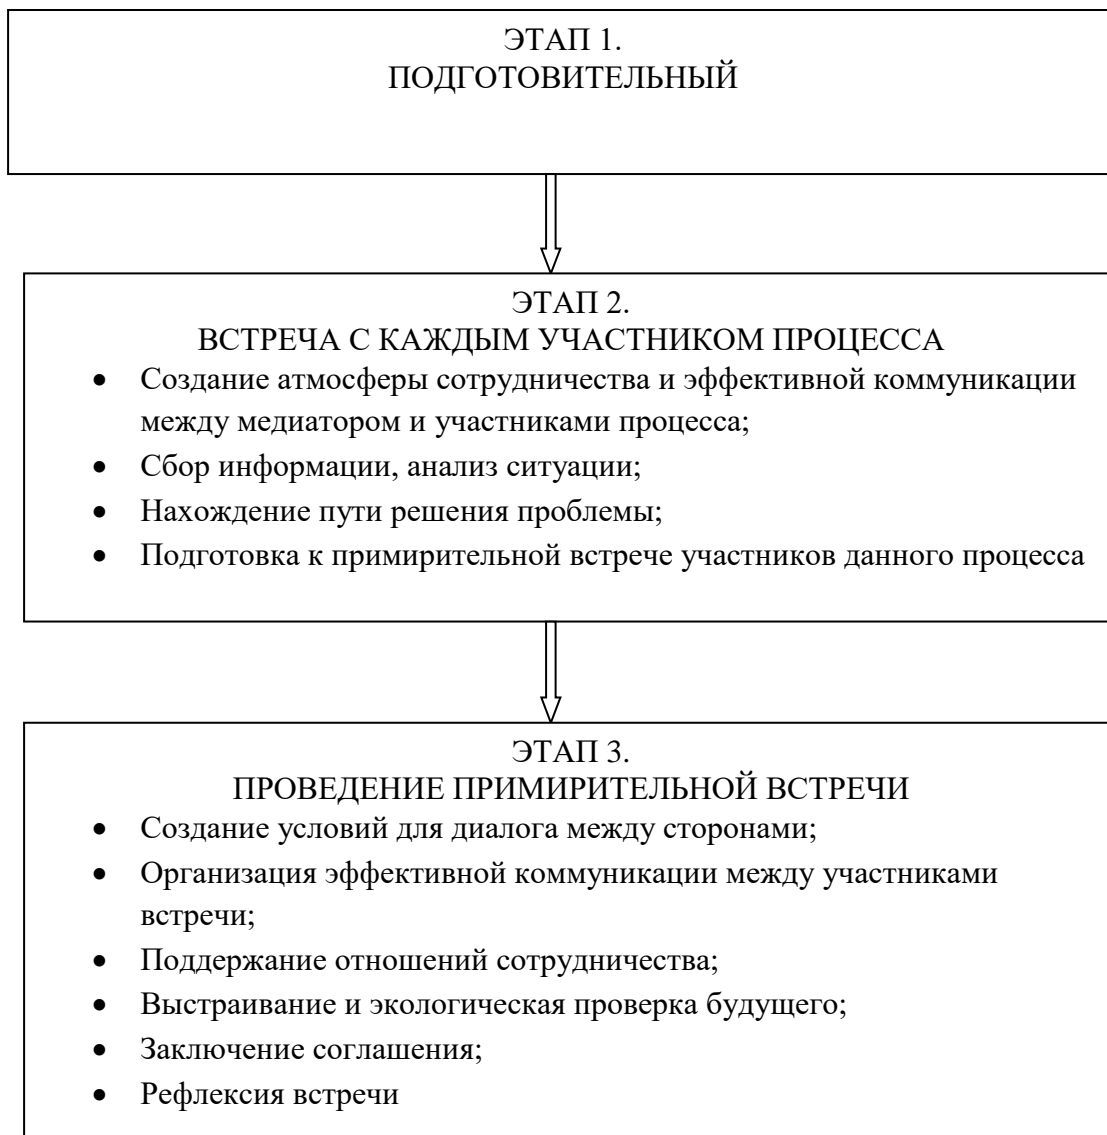 ЭТАП 1.
ПОДГОТОВИТЕЛЬНЫЙ
ЭТАП 2.
ВСТРЕЧА С КАЖДЫМ УЧАСТНИКОМ ПРОЦЕССА
• Создание атмосферы сотрудничества и эффективной коммуникации
между медиатором и участниками процесса;
• Сбор информации, анализ ситуации;
• Нахождение пути решения проблемы;
• Подготовка к примирительной встрече участников данного процесса
ЭТАП 3.
ПРОВЕДЕНИЕ ПРИМИРИТЕЛЬНОЙ ВСТРЕЧИ
• Создание условий для диалога между сторонами;
• Организация эффективной коммуникации между участниками
встречи;
• Поддержание отношений сотрудничества;
• Выстраивание и экологическая проверка будущего;
• Заключение соглашения;
• Рефлексия встречи